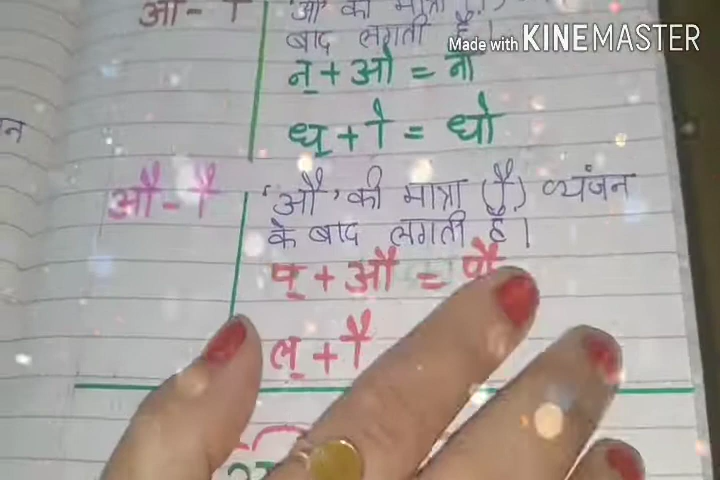 ओ - ो 'ओ' की मात्रा (ो)
बाद लगती है।
Made with KINEMASTER
न् + ओ = नो
ध् + ो = धो
औ - ौ 'औ' की मात्रा (ौ) व्यंजन
के बाद लगती है।
प् + औ = पौ
ल् + ौ